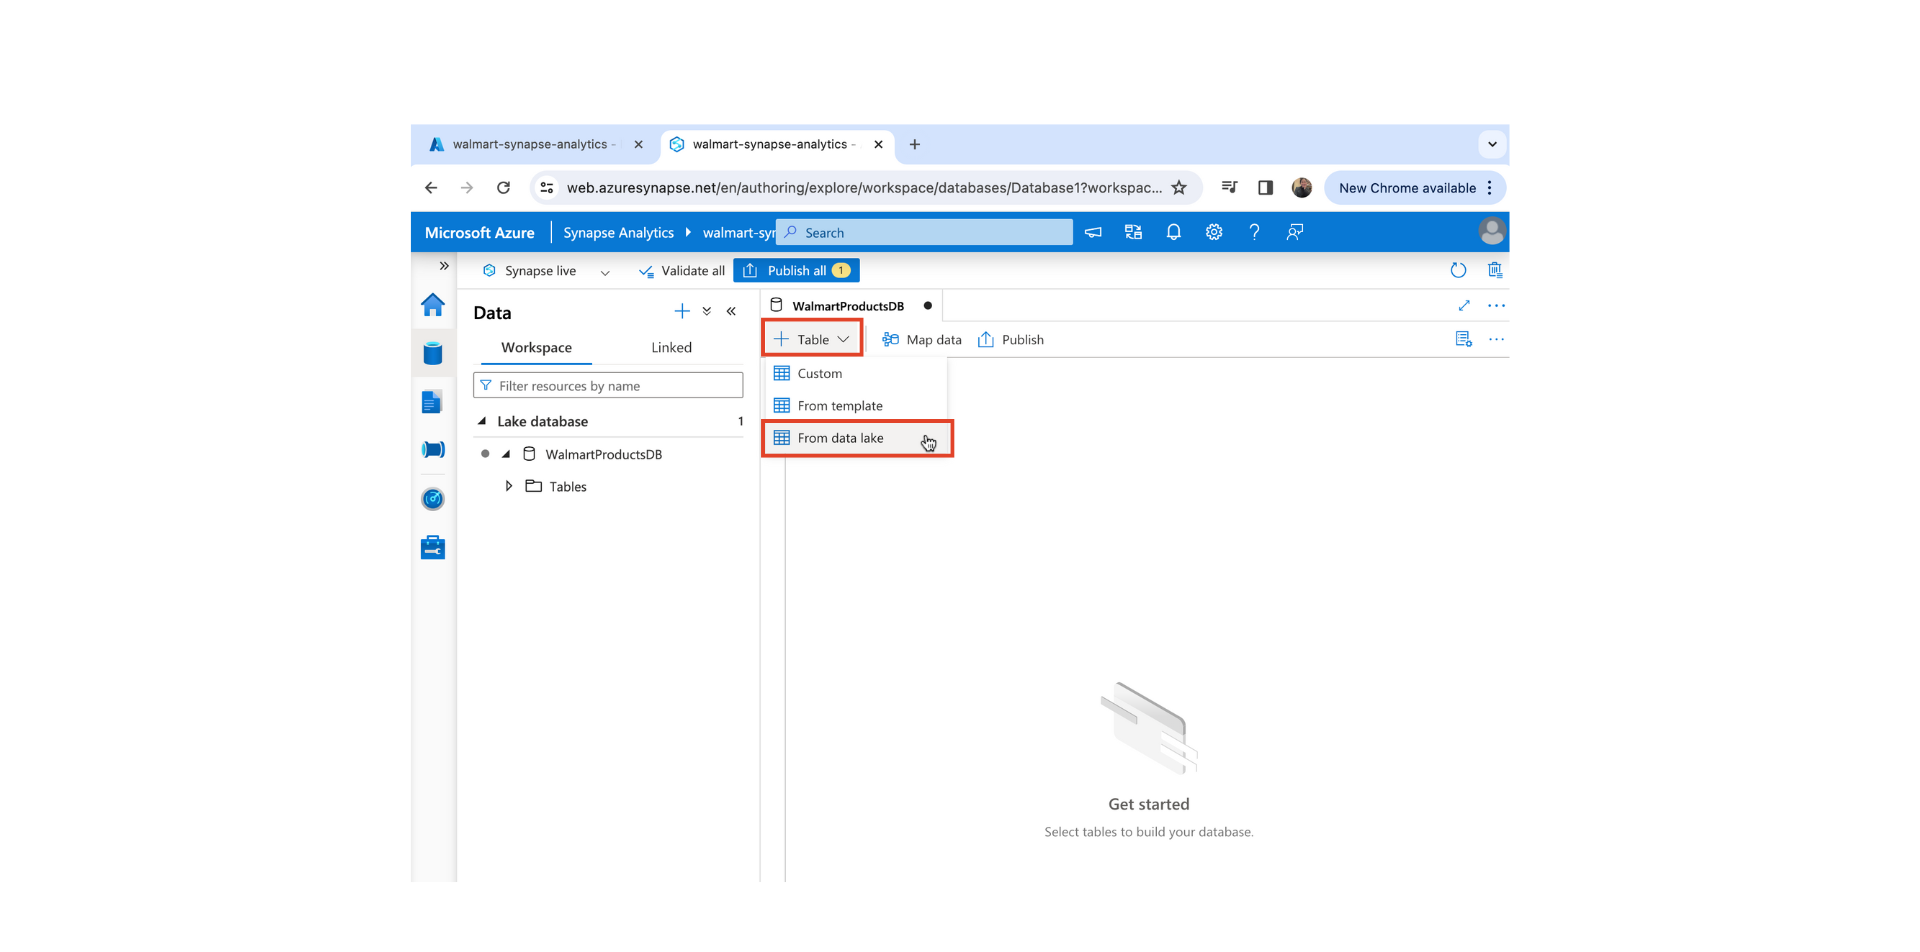 walmart-synapse-analytics -
walmart-synapse-analytics -
web.azuresynapse.net/en/authoring/explore/workspace/databases/Database1?workspac...
New Chrome available
Microsoft Azure
Synapse Analytics
walmart-syr
Search
Synapse live
Validate all
Publish all 1
Data
Workspace
Linked
Filter resources by name
Lake database 1
WalmartProductsDB
Tables
WalmartProductsDB
Table
Map data
Publish
Custom
From template
From data lake
Get started
Select tables to build your database.